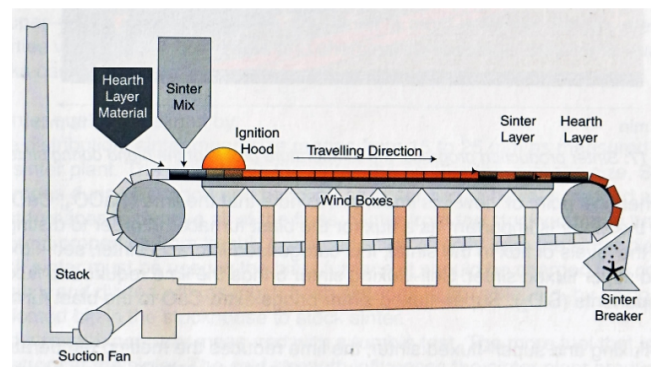 Hearth
Layer
Material
Sinter
Mix
Ignition
Hood
Travelling Direction
Sinter
Layer
Hearth
Layer
Wind Boxes
Stack
Suction Fan
Sinter
Breaker